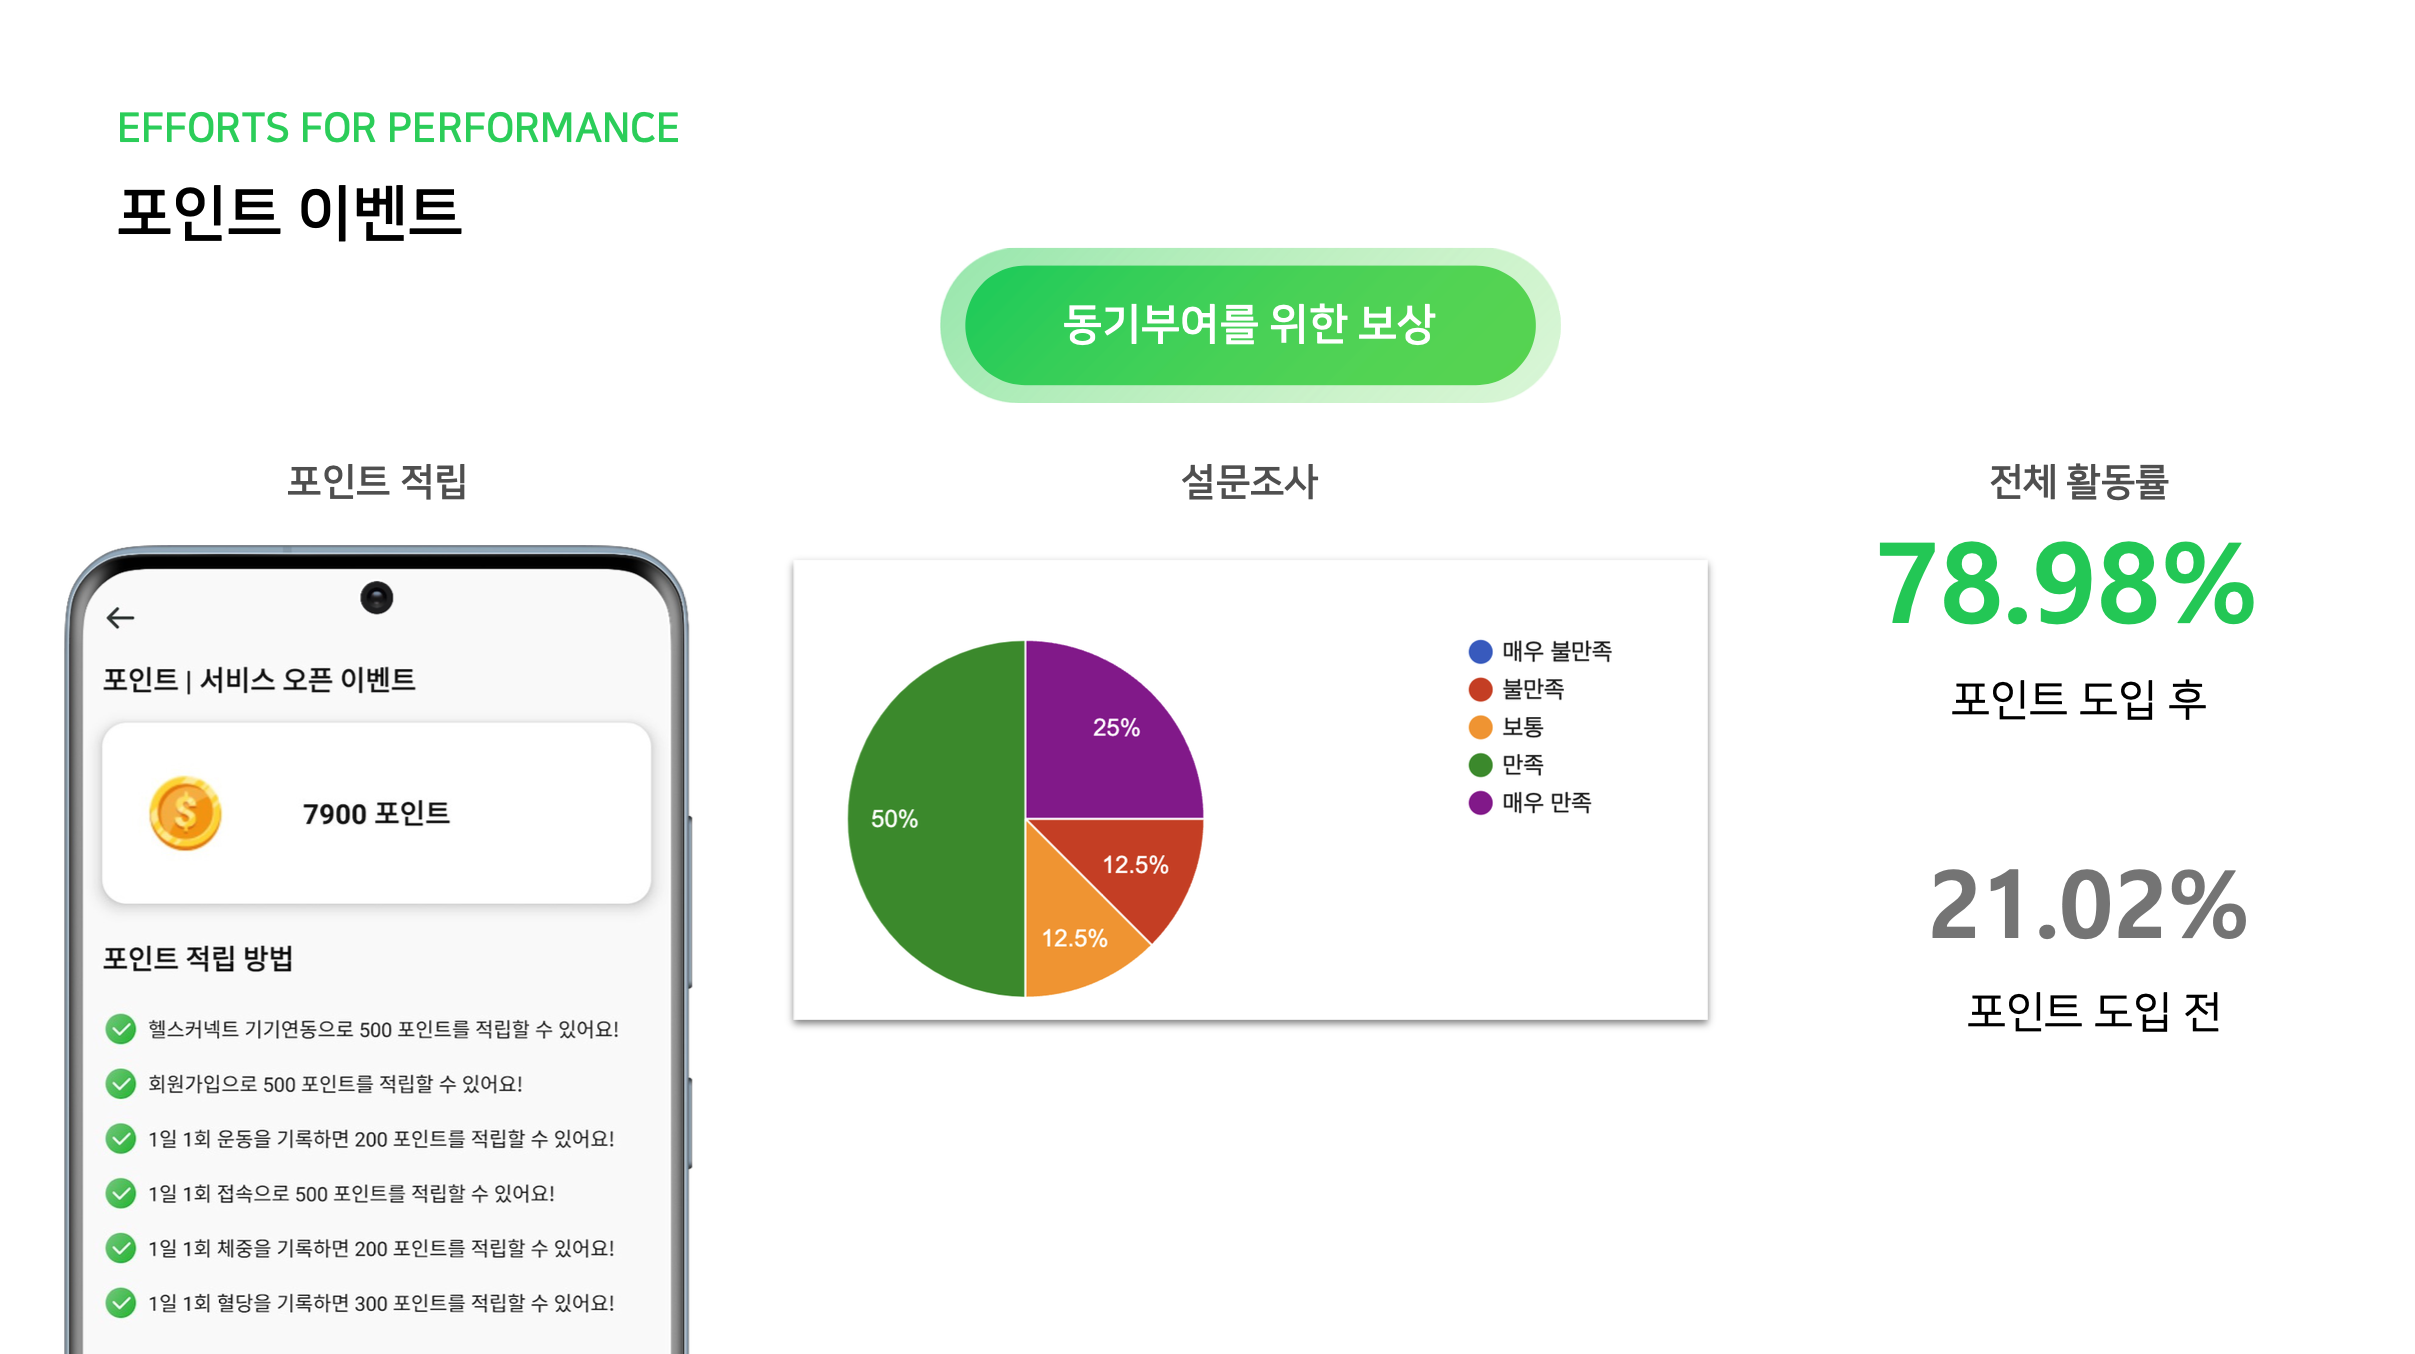 EFFORTS FOR PERFORMANCE
포인트 이벤트
동기부여를 위한 보상
포인트 적립
포인트 | 서비스 오픈 이벤트
7900 포인트
포인트 적립 방법
헬스커넥트 기기연동으로 500 포인트를 적립할 수 있어요!
회원가입으로 500 포인트를 적립할 수 있어요!
1일 1회 운동을 기록하면 200 포인트를 적립할 수 있어요!
1일 1회 접속으로 500 포인트를 적립할 수 있어요!
1일 1회 체중을 기록하면 200 포인트를 적립할 수 있어요!
1일 1회 혈당을 기록하면 300 포인트를 적립할 수 있어요!
설문조사
25%
50%
12.5%
12.5%
매우 불만족
불만족
보통
만족
매우 만족
전체 활동률
78.98%
포인트 도입 후
21.02%
포인트 도입 전